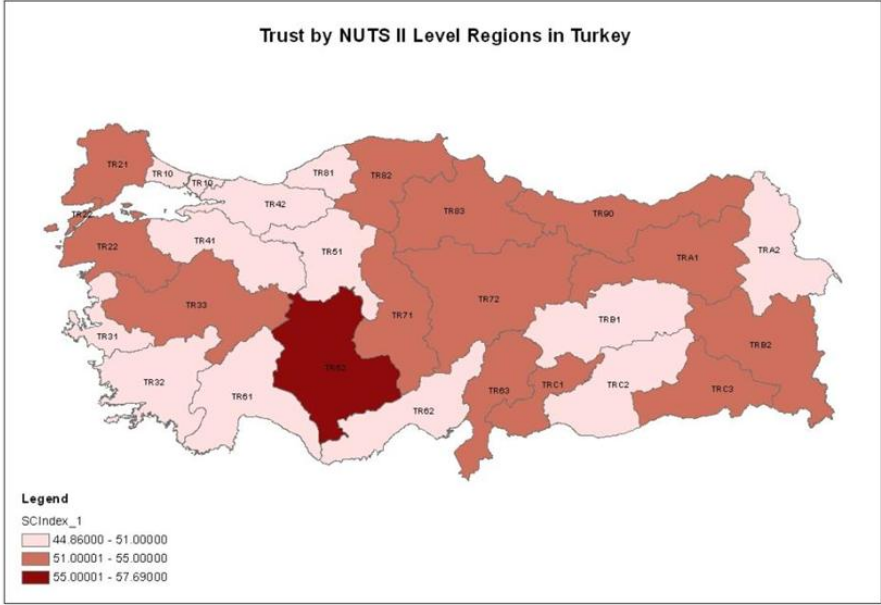 Trust by NUTS II Level Regions in Turkey
TR21
TR10
TR10
TR81
TR82
TR42
TR83
TR90
TR22
TR41
TR51
TRA1
TRA2
TR33
TR71
TR72
TRB1
TRB2
TR31
TR32
TR61
TR62
TR63
TRC1
TRC2
TRC3
Legend
SCIndex_1
44.86000 - 51.00000
51.00001 - 55.00000
55.00001 - 57.69000